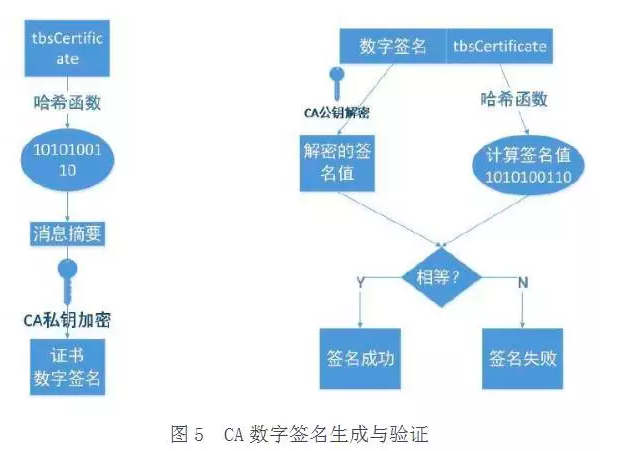 tbsCertific
ate
哈希函数
10101001
10
消息摘要
CA私钥加密
证书
数字签名
数字签名
tbsCertificate
CA公钥解密
哈希函数
解密的签
名值
计算签名值
1010100110
相等？
Y
N
签名成功
签名失败
图5 CA数字签名生成与验证